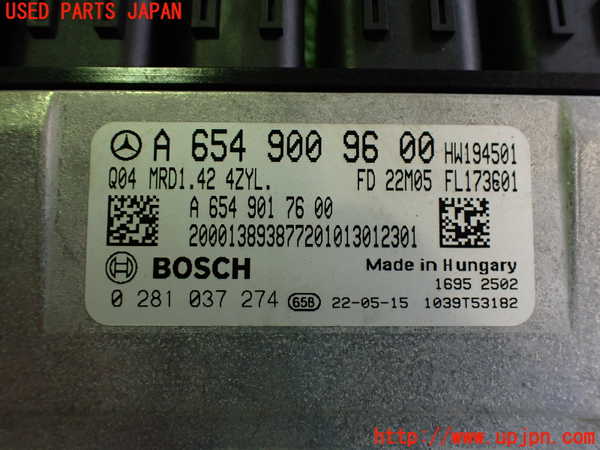 USED PARTS JAPAN
A 654 900 96 00 HW194501
Q04 MRD1.42 4ZYL. FD 22M05 FL173601
A 654 901 76 00
20001389387720101301​2301
BOSCH Made in Hungary
1695 2502
0 281 037 274 65B 22-05-15 1039T53182
http://www.upjpn.com/